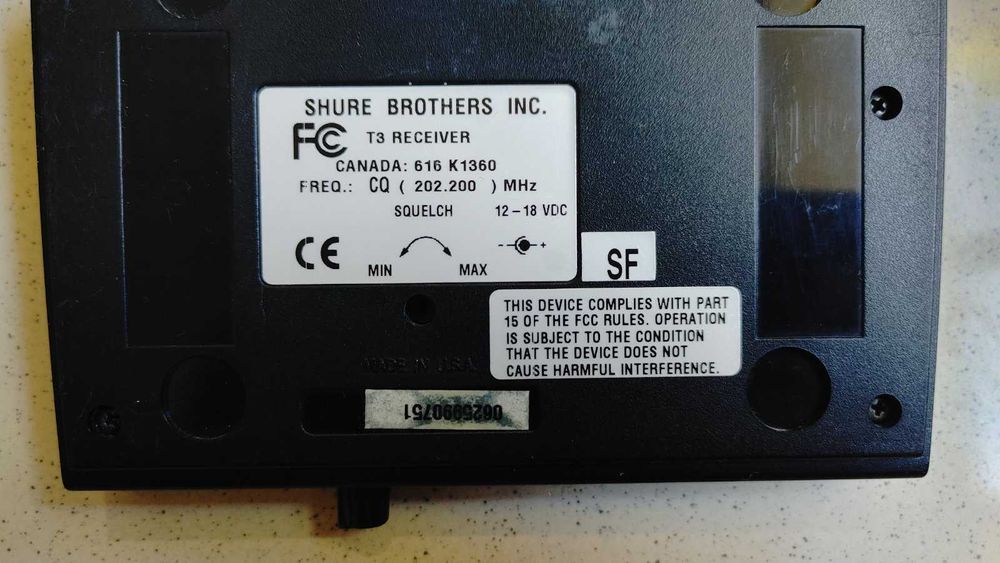 SHURE BROTHERS INC.
FC T3 RECEIVER
CANADA: 616 K1360
FREQ.: CQ ( 202.200 ) MHz
SQUELCH 12-18 VDC
CE MIN MAX - +
SF
THIS DEVICE COMPLIES WITH PART
15 OF THE FCC RULES. OPERATION
IS SUBJECT TO THE CONDITION
THAT THE DEVICE DOES NOT
CAUSE HARMFUL INTERFERENCE.
MADE IN U.S.A.
0625990751